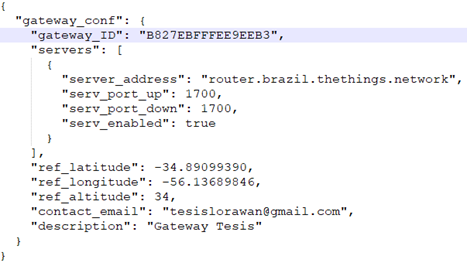 {
  "gateway_conf": {
    "gateway_ID": "B827EBFFFEE9EEB3",
    "servers": [
      {
        "server_address": "router.brazil.thethings.network",
        "serv_port_up": 1700,
        "serv_port_down": 1700,
        "serv_enabled": true
      }
    ],
    "ref_latitude": -34.89099390,
    "ref_longitude": -56.13689846,
    "ref_altitude": 34,
    "contact_email": "tesislorawan@gmail.com",
    "description": "Gateway Tesis"
  }
}